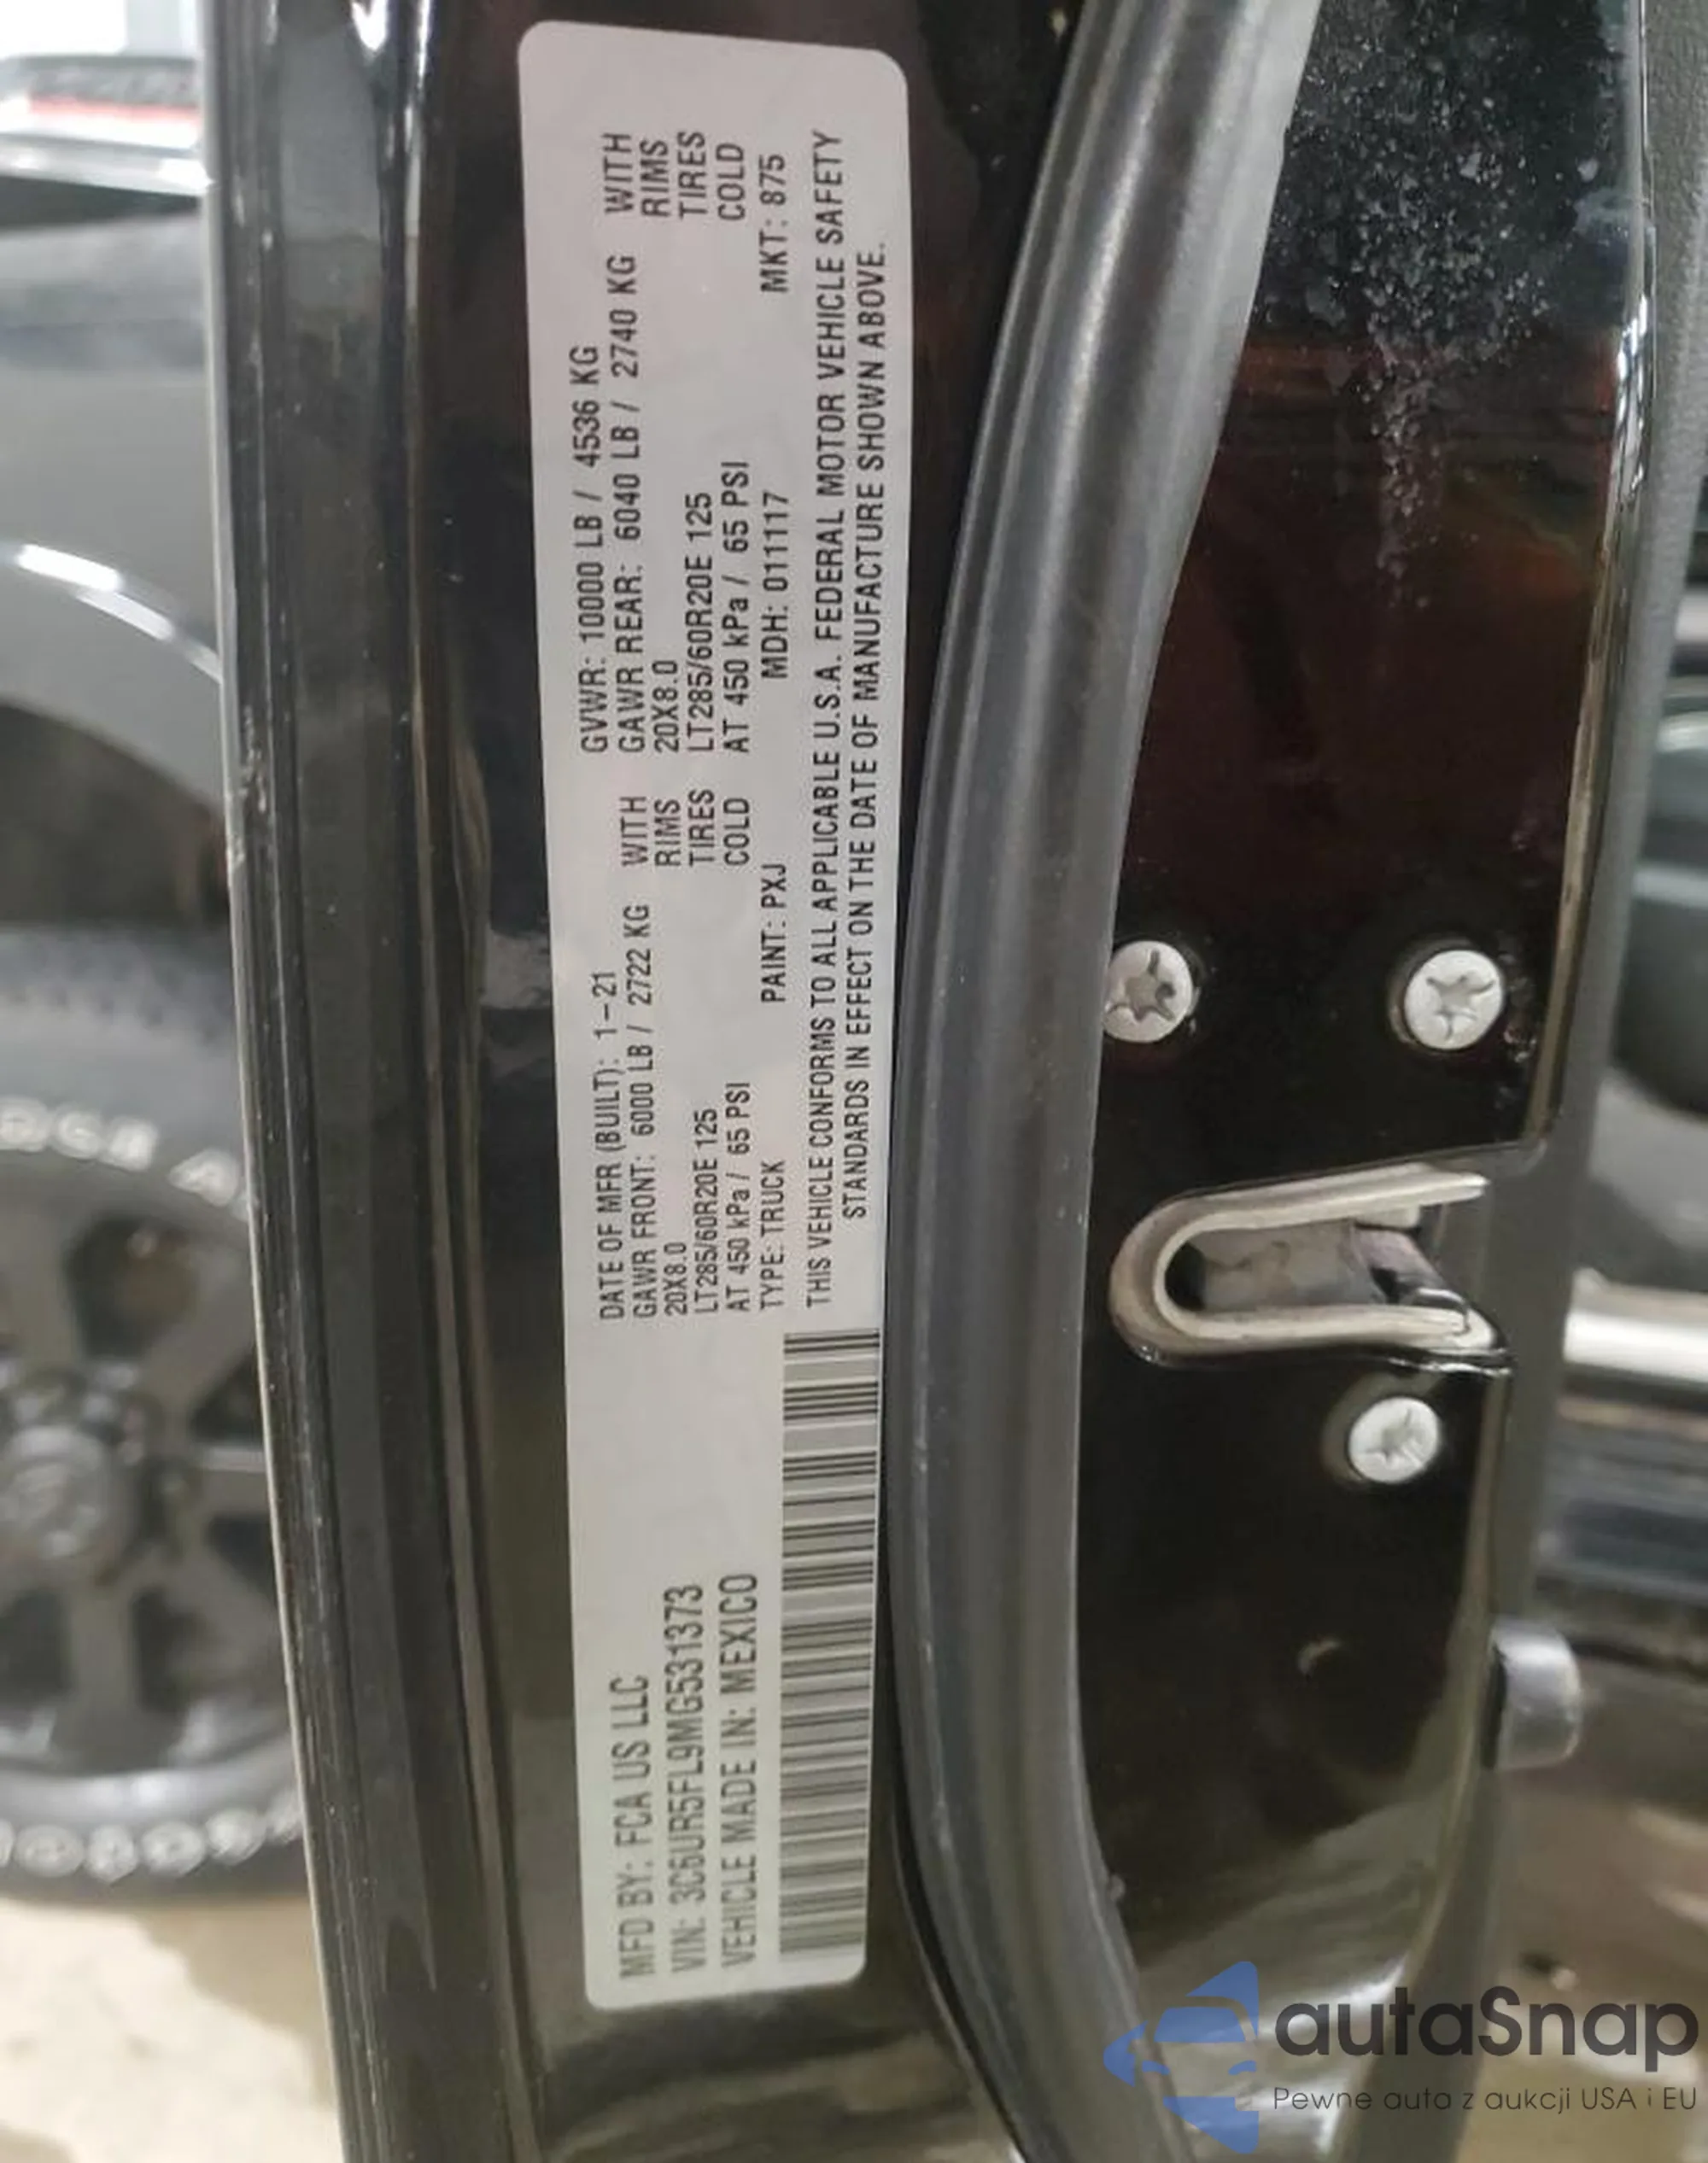 MFD BY: FCA US LLC
VIN: 3C6UR5FL9MG531373
VEHICLE MADE IN: MEXICO
DATE OF MFR (BUILT): 1-21
GVWR: 10000 LB / 4536 KG
GAWR FRONT: 6000 LB / 2722 KG WITH
GAWR REAR: 6040 LB / 2740 KG WITH
20X8.0 RIMS
20X8.0 RIMS
LT285/60R20E 125 TIRES
LT285/60R20E 125 TIRES
AT 450 kPa / 65 PSI COLD
AT 450 kPa / 65 PSI COLD
TYPE: TRUCK PAINT: PXJ MDH: 011117 MKT: 875
THIS VEHICLE CONFORMS TO ALL APPLICABLE U.S.A. FEDERAL MOTOR VEHICLE SAFETY
STANDARDS IN EFFECT ON THE DATE OF MANUFACTURE SHOWN ABOVE.
autaSnap
Pewne auta z aukcji USA i EU